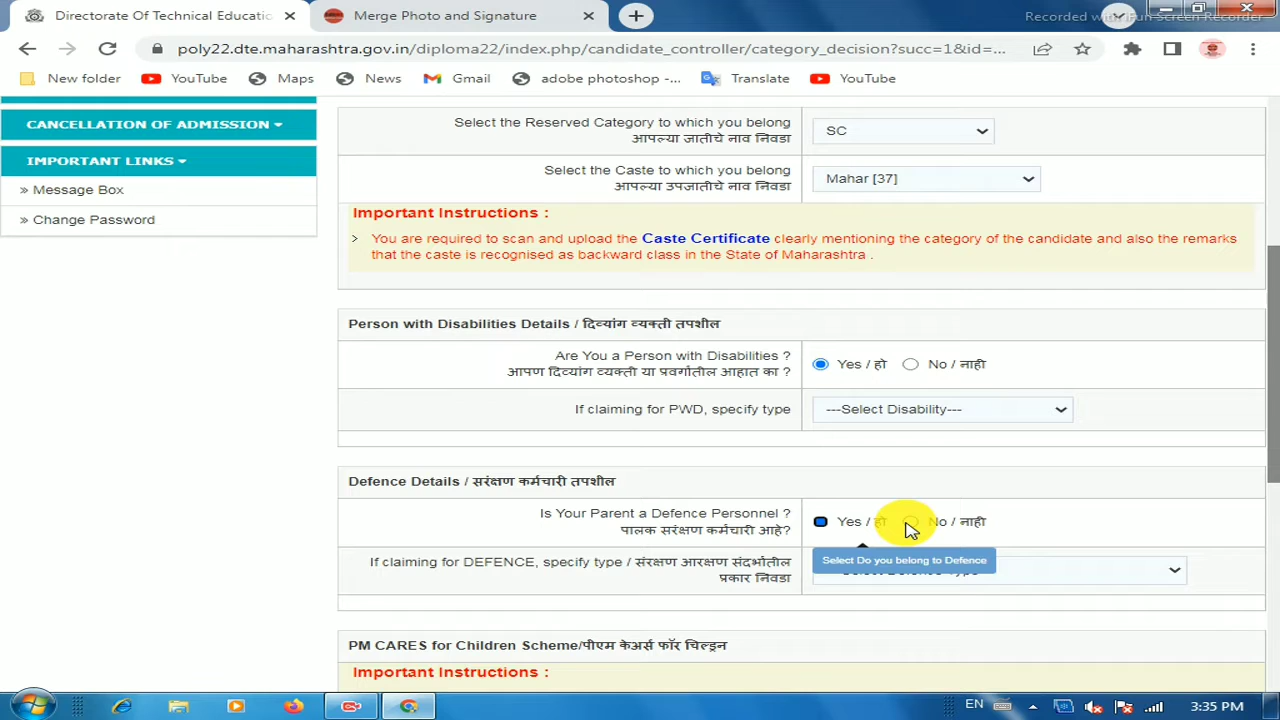 Directorate Of Technical Educatio
Merge Photo and Signature
Recorded with iFun Screen Recorder
poly22.dte.maharashtra.gov.in/diploma22/index.php/candidate_controller/category_decision?succ=1&id=...
New folder
YouTube
Maps
News
Gmail
adobe photoshop -...
Translate
YouTube
CANCELLATION OF ADMISSION
IMPORTANT LINKS
» Message Box
» Change Password
Select the Reserved Category to which you belong
आपल्या जातीचे नाव निवडा
SC
Select the Caste to which you belong
आपल्या उपजातीचे नाव निवडा
Mahar [37]
Important Instructions :
You are required to scan and upload the Caste Certificate clearly mentioning the category of the candidate and also the remarks
that the caste is recognised as backward class in the State of Maharashtra .
Person with Disabilities Details / दिव्यांग व्यक्ती तपशील
Are You a Person with Disabilities ?
आपण दिव्यांग व्यक्ती या प्रवर्गातील आहात का ?
Yes / हो
No / नाही
If claiming for PWD, specify type
---Select Disability---
Defence Details / सरंक्षण कर्मचारी तपशील
Is Your Parent a Defence Personnel ?
पालक सरंक्षण कर्मचारी आहे?
Yes / हो
No / नाही
Select Do you belong to Defence
If claiming for DEFENCE, specify type / संरक्षण आरक्षण संदर्भातील
प्रकार निवडा
PM CARES for Children Scheme/पीएम केअर्स फॉर चिल्ड्रन
Important Instructions :
EN
3:35 PM